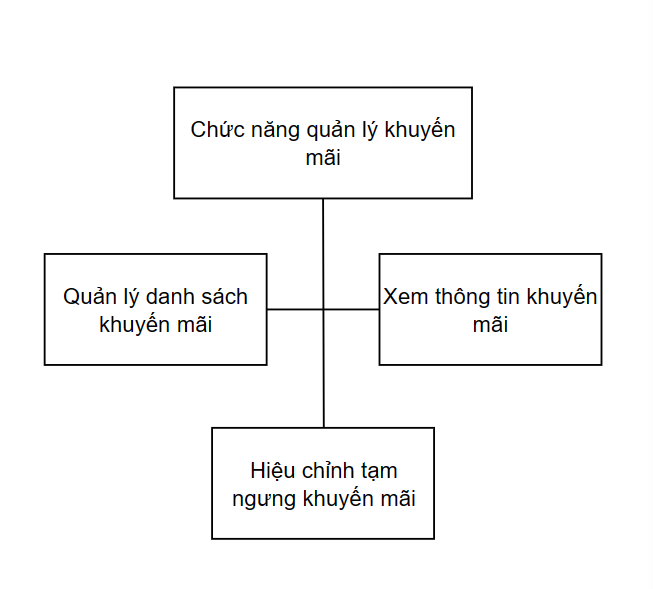 Chức năng quản lý khuyến
mãi
Quản lý danh sách
khuyến mãi
Xem thông tin khuyến
mãi
Hiệu chỉnh tạm
ngưng khuyến mãi